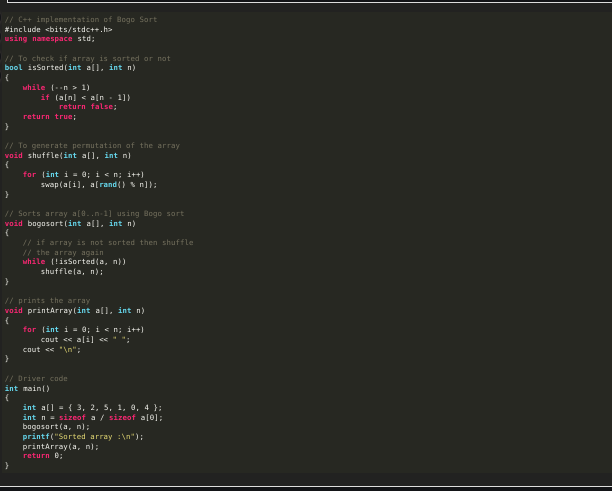 // C++ implementation of Bogo Sort
#include <bits/stdc++.h>
using namespace std;
// To check if array is sorted or not
bool isSorted(int a[], int n)
{
while (--n > 1)
if (a[n] < a[n - 1])
return false;
return true;
}
// To generate permutation of the array
void shuffle(int a[], int n)
{
for (int i = 0; i < n; i++)
swap(a[i], a[rand() % n]);
}
// Sorts array a[0..n-1] using Bogo sort
void bogosort(int a[], int n)
{
// if array is not sorted then shuffle
// the array again
while (!isSorted(a, n))
shuffle(a, n);
}
// prints the array
void printArray(int a[], int n)
{
for (int i = 0; i < n; i++)
cout << a[i] << " ";
cout << "\n";
}
// Driver code
int main()
{
int a[] = { 3, 2, 5, 1, 0, 4 };
int n = sizeof a / sizeof a[0];
bogosort(a, n);
printf("Sorted array :\n");
printArray(a, n);
return 0;
}